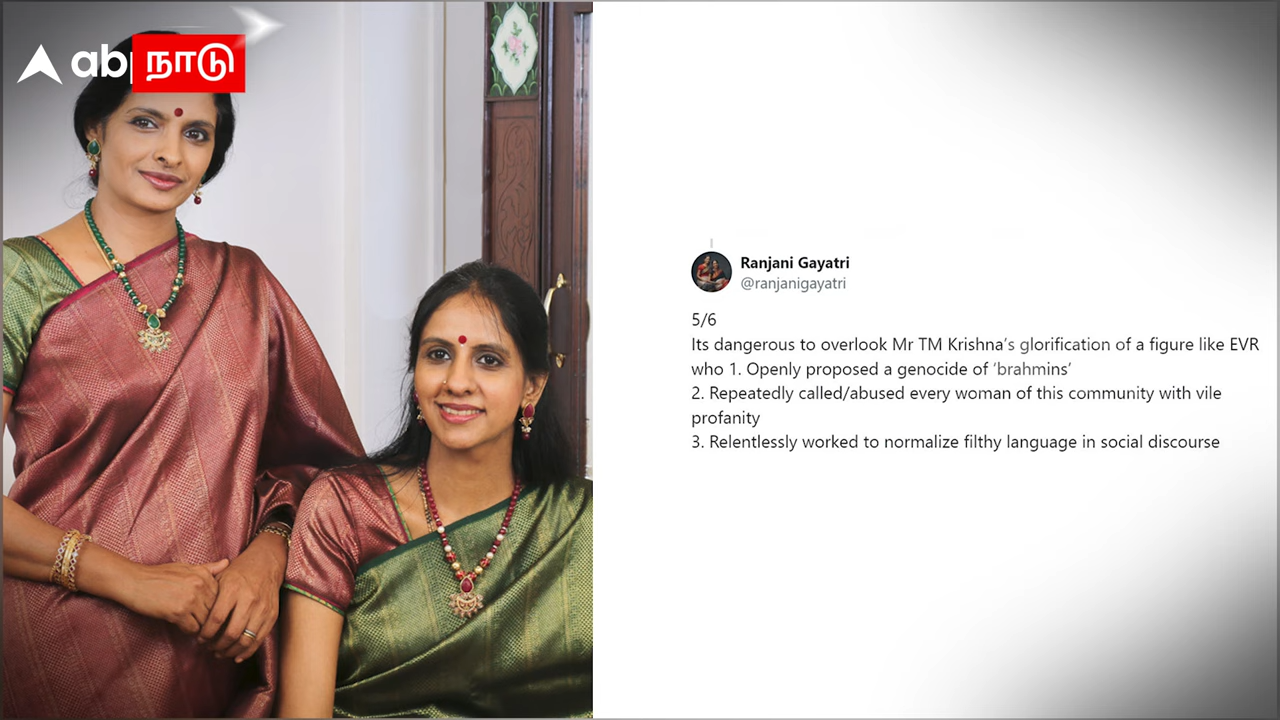 abp நாடு
Ranjani Gayatri
@ranjanigayatri
5/6
Its dangerous to overlook Mr TM Krishna's glorification of a figure like EVR
who 1. Openly proposed a genocide of 'brahmins'
2. Repeatedly called/abused every woman of this community with vile
profanity
3. Relentlessly worked to normalize filthy language in social discourse